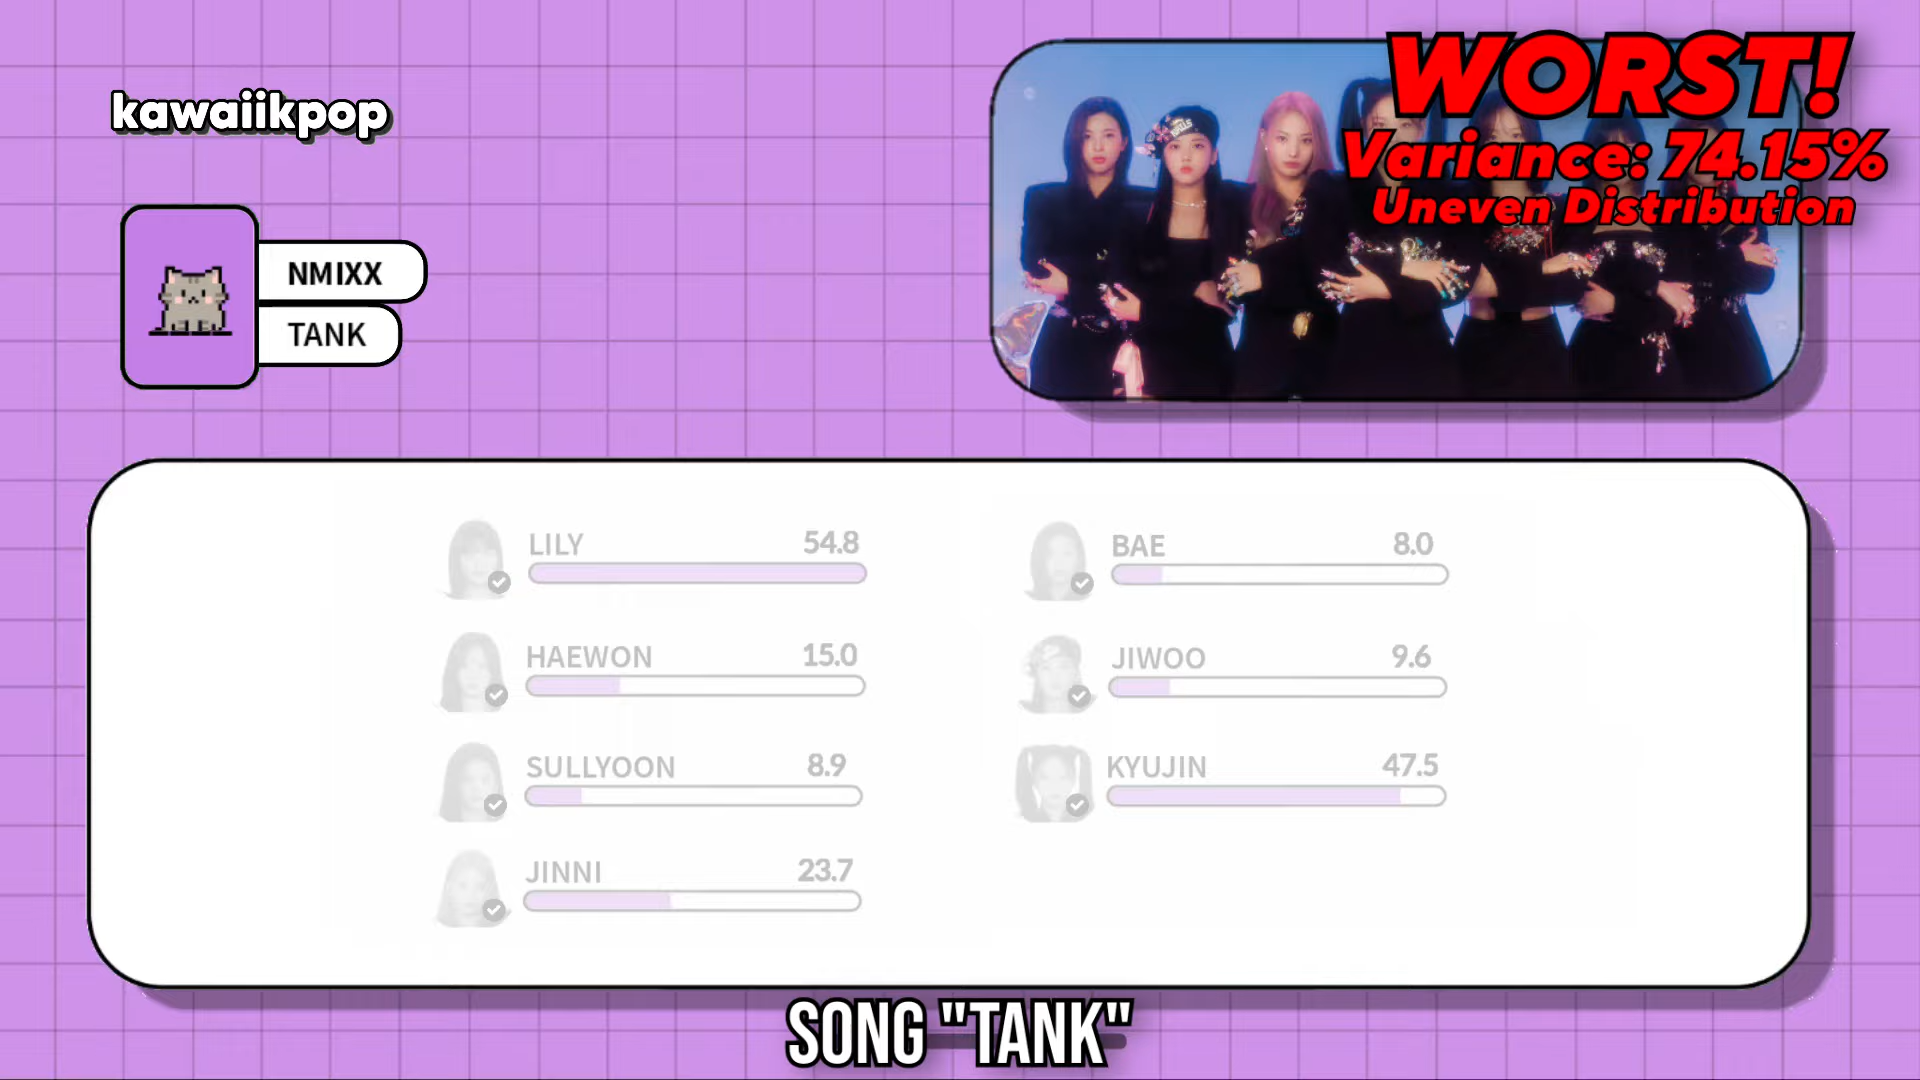 WORST!
kawaiikpop
Variance: 74.15%
Uneven Distribution
NMIXX
TANK
LILY 54.8
BAE 8.0
HAEWON 15.0
JIWOO 9.6
SULLYOON 8.9
KYUJIN 47.5
JINNI 23.7
SONG "TANK"